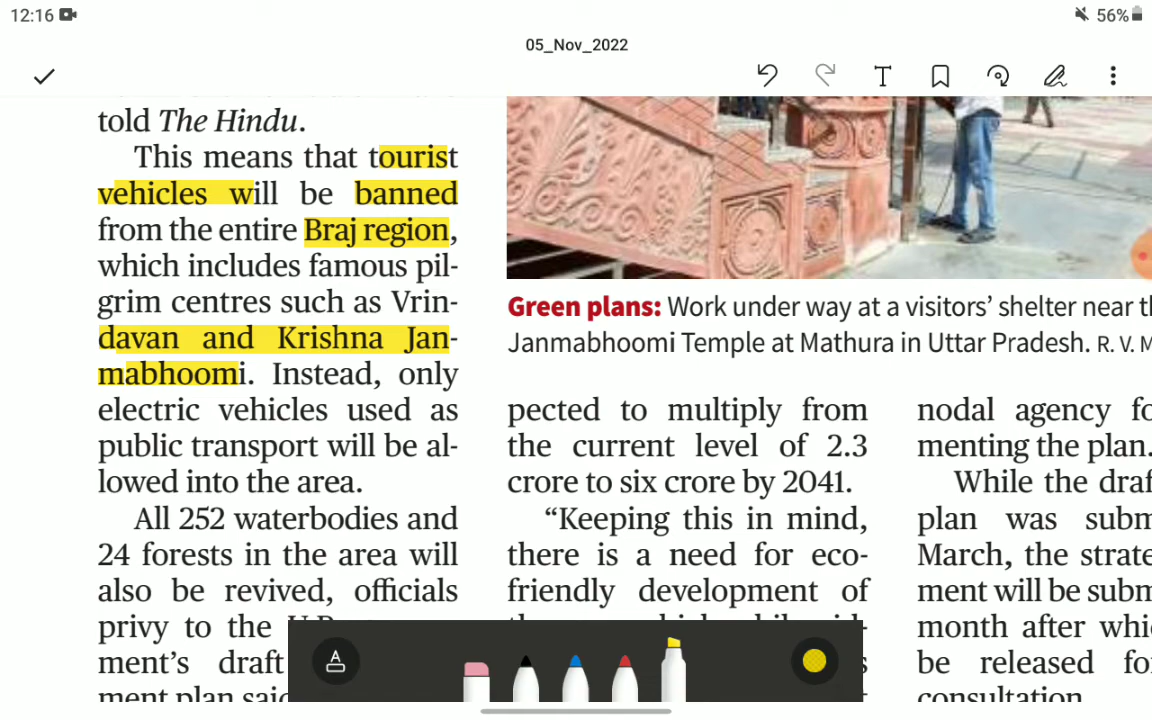 12:16
56%
05_Nov_2022
told The Hindu.
This means that tourist
vehicles will be banned
from the entire Braj region,
which includes famous pil-
grim centres such as Vrin-
davan and Krishna Jan-
mabhoomi. Instead, only
electric vehicles used as
public transport will be al-
lowed into the area.
All 252 waterbodies and
24 forests in the area will
also be revived, officials
privy to the
ment's draft
ment plan said
Green plans: Work under way at a visitors' shelter near th
Janmabhoomi Temple at Mathura in Uttar Pradesh. R. V. M
pected to multiply from
the current level of 2.3
crore to six crore by 2041.
"Keeping this in mind,
there is a need for eco-
friendly development of
nodal agency fo
menting the plan.
While the draf
plan was subm
March, the strate
ment will be subm
month after whic
be released fo
consultation